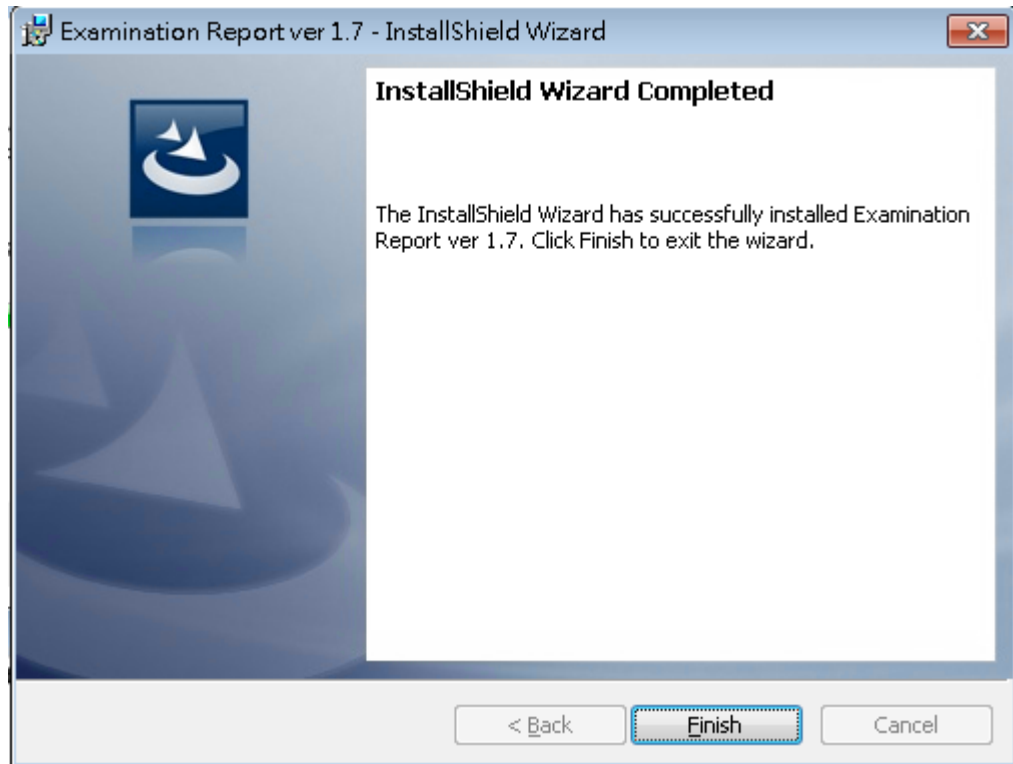 Examination Report ver 1.7 - InstallShield Wizard
InstallShield Wizard Completed
The InstallShield Wizard has successfully installed Examination
Report ver 1.7. Click Finish to exit the wizard.
< Back
Finish
Cancel